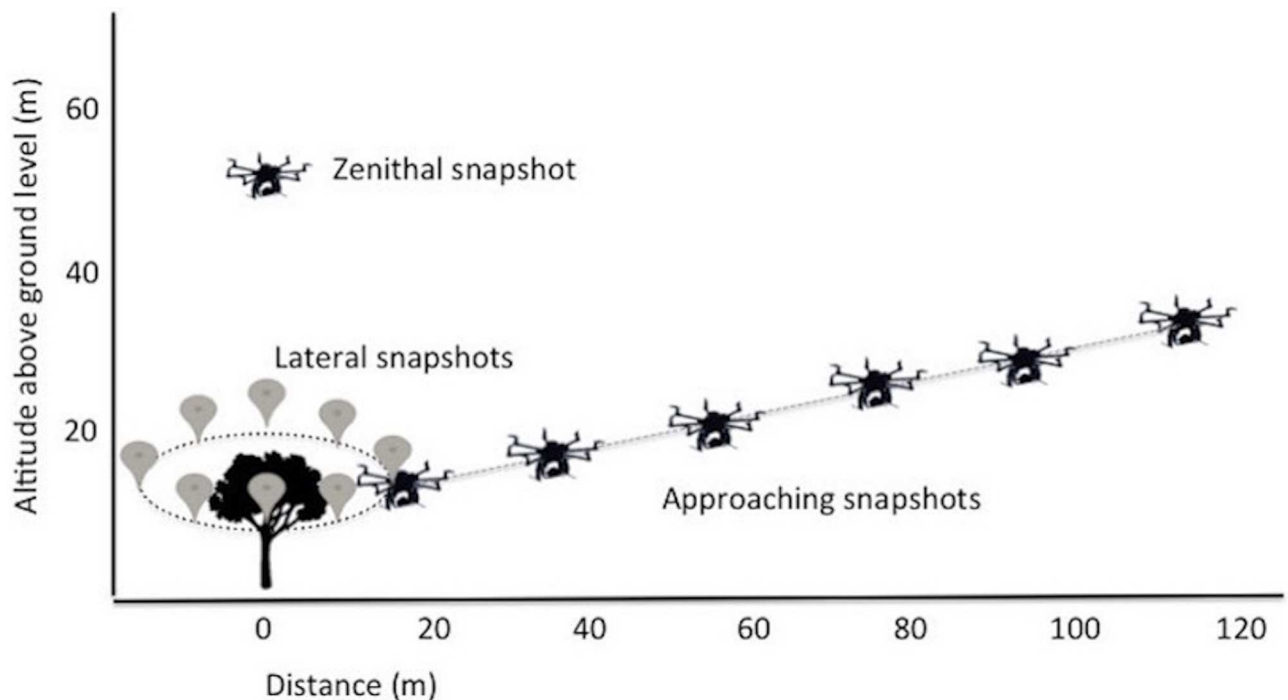 Altitude above ground level (m)
60
40
20
Zenithal snapshot
Lateral snapshots
Approaching snapshots
0 20 40 60 80 100 120
Distance (m)